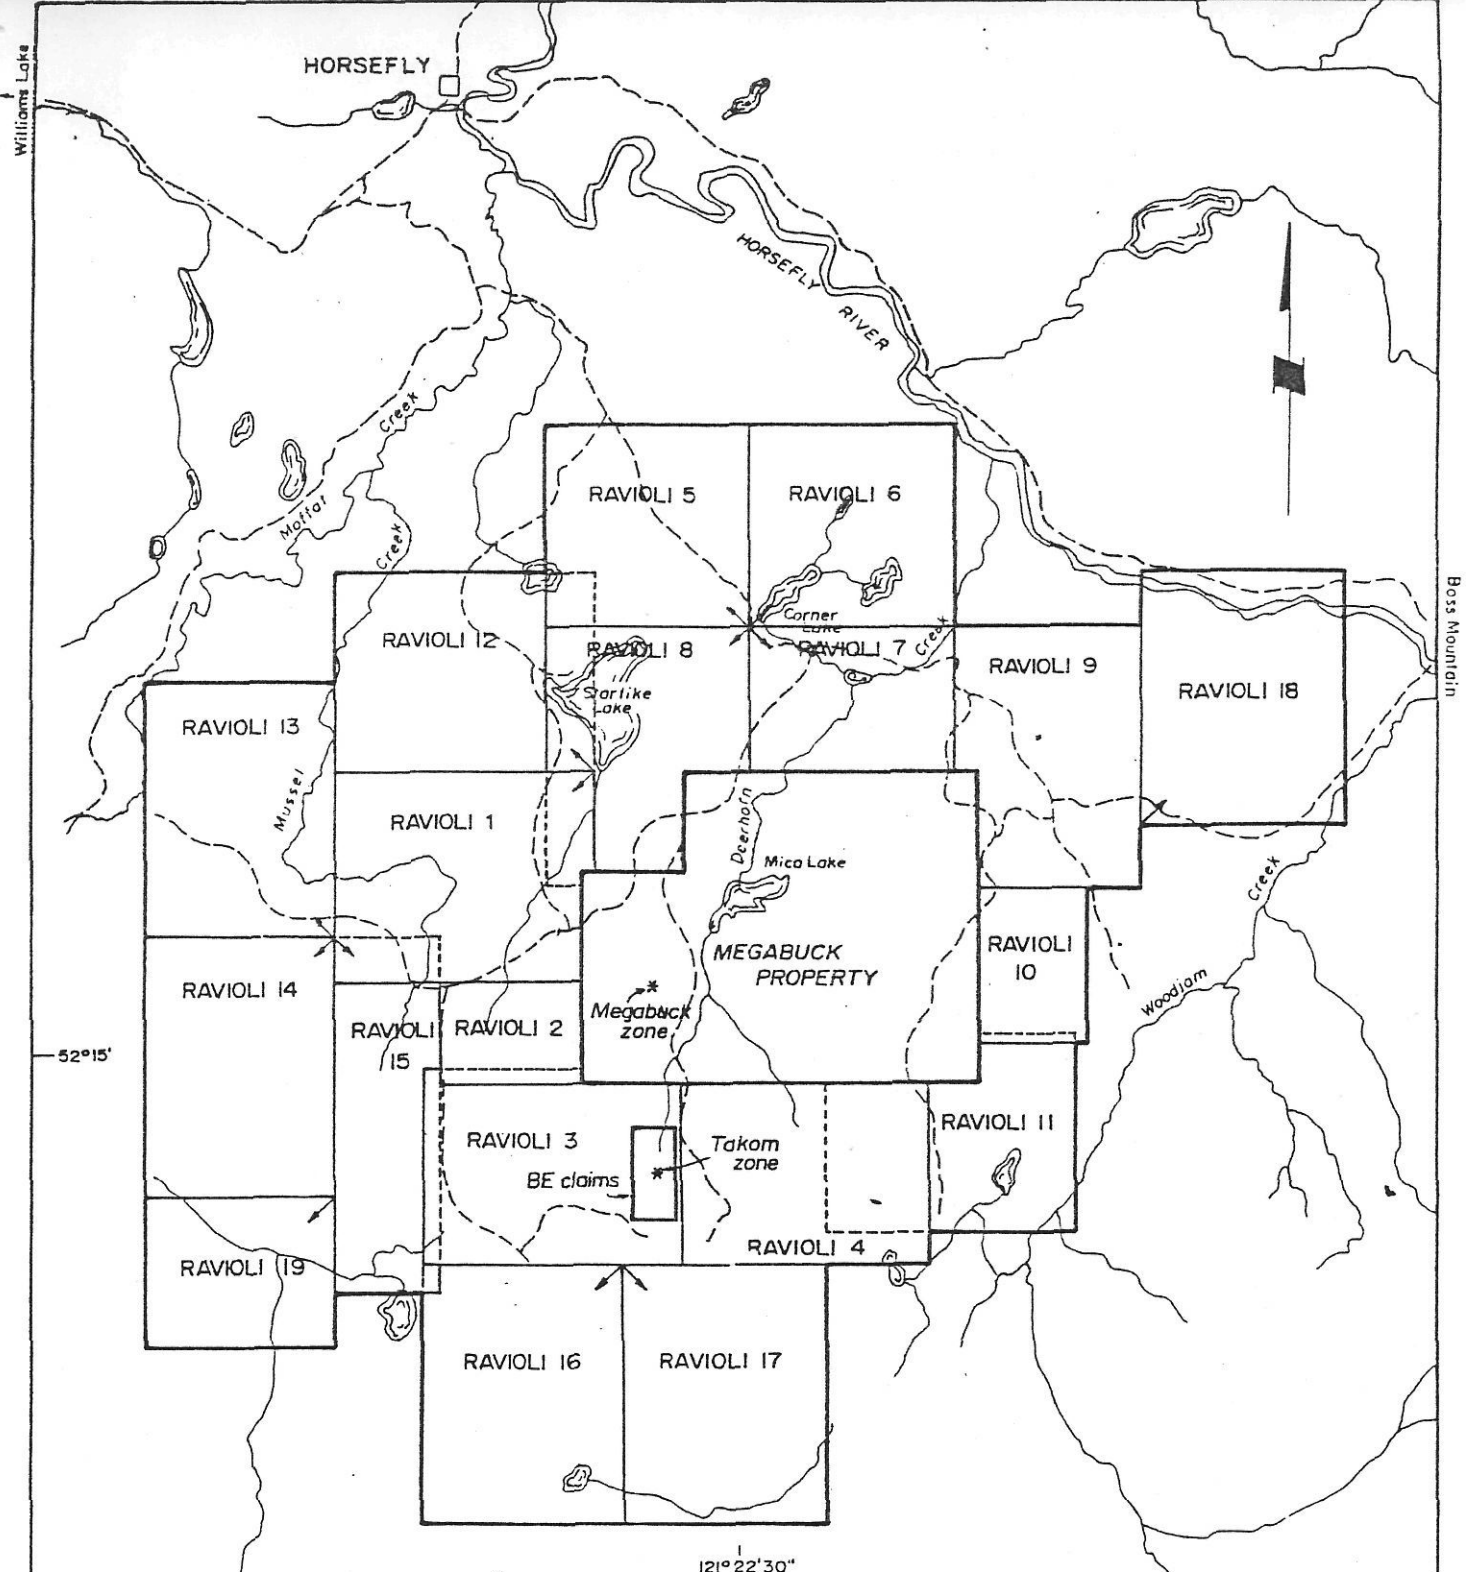 HORSEFLY
Williams Lake
HORSEFLY
RIVER
Creek
Moffat
Creek
RAVIOLI 5
RAVIOLI 6
Corner
Lake
RAVIOLI 12
RAVIOLI 8
RAVIOLI 7
Creek
RAVIOLI 9
RAVIOLI 18
Boss Mountain
Starlike
Lake
RAVIOLI 13
Mussel
RAVIOLI 1
Deerhorn
Mica Lake
Creek
MEGABUCK
PROPERTY
RAVIOLI
10
RAVIOLI 14
Woodjam
Megabuck
zone
RAVIOLI
15
RAVIOLI 2
52°15'
RAVIOLI 3
Takom
zone
RAVIOLI 11
BE claims
RAVIOLI 4
RAVIOLI 19
RAVIOLI 16
RAVIOLI 17
121°22'30"